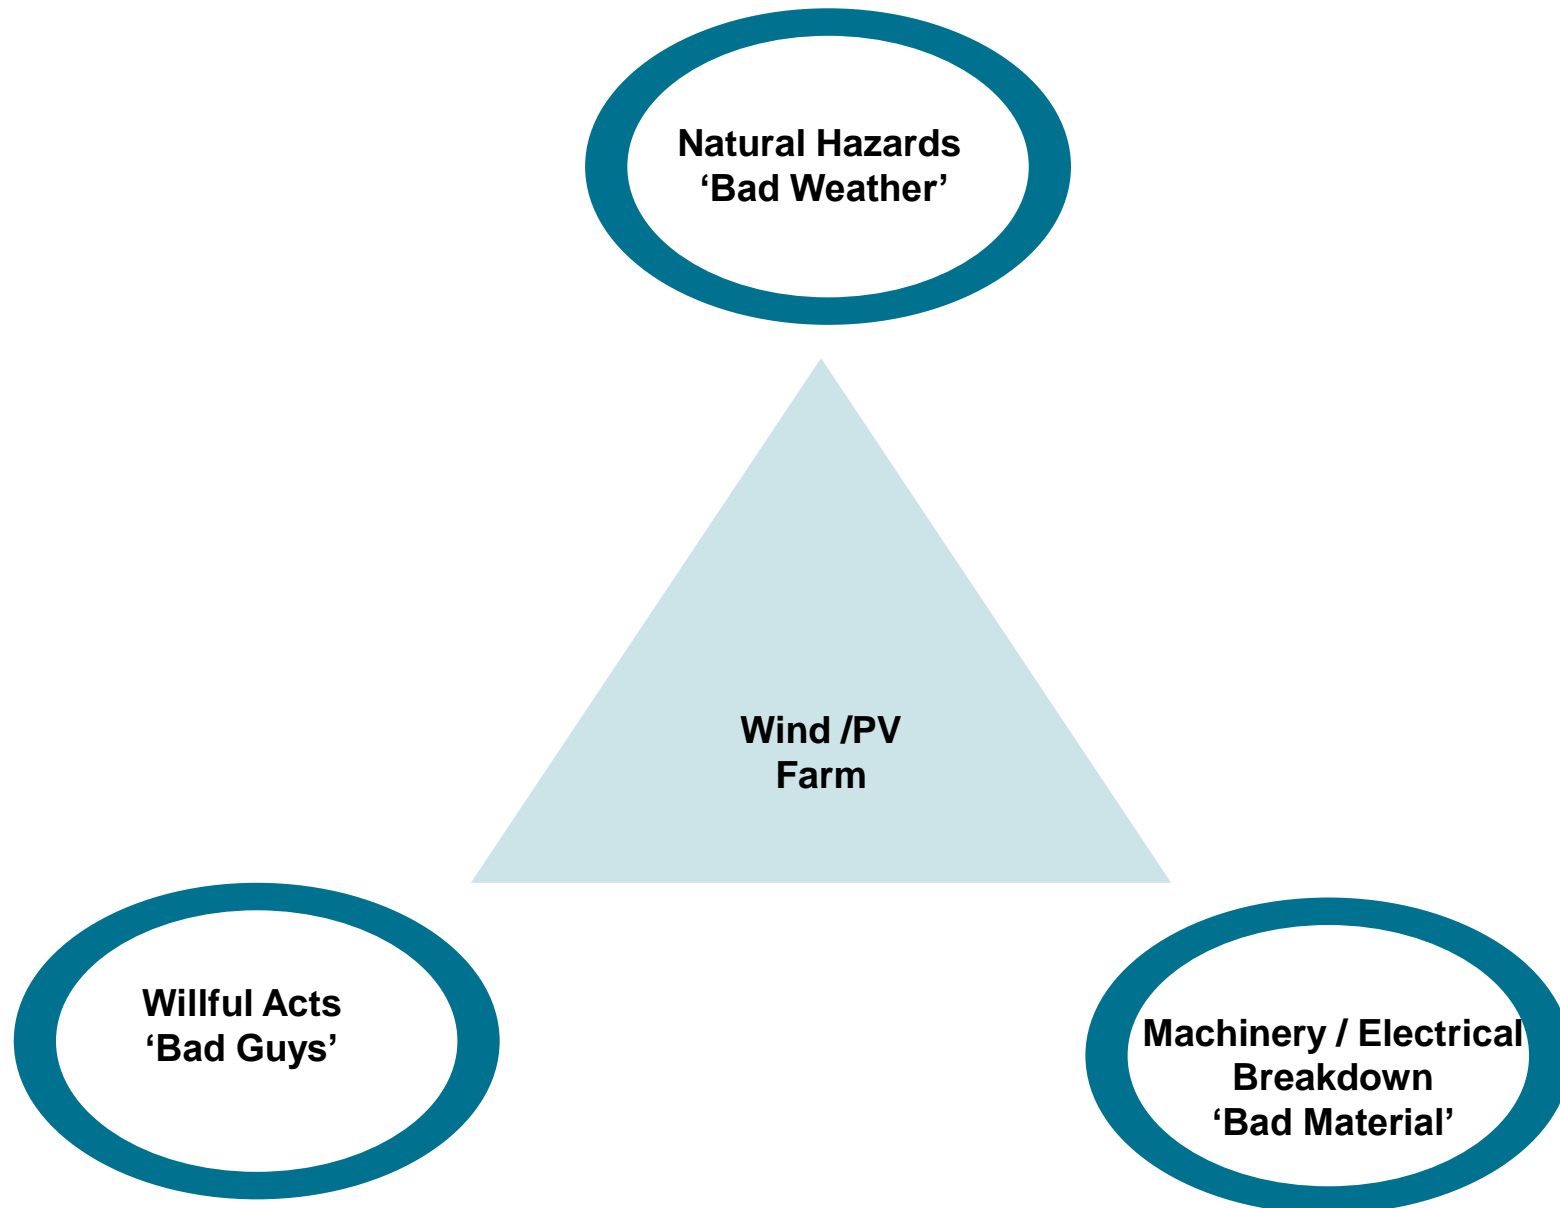 Natural Hazards
‘Bad Weather’
Wind /PV
Farm
Willful Acts
‘Bad Guys’
Machinery / Electrical
Breakdown
‘Bad Material’